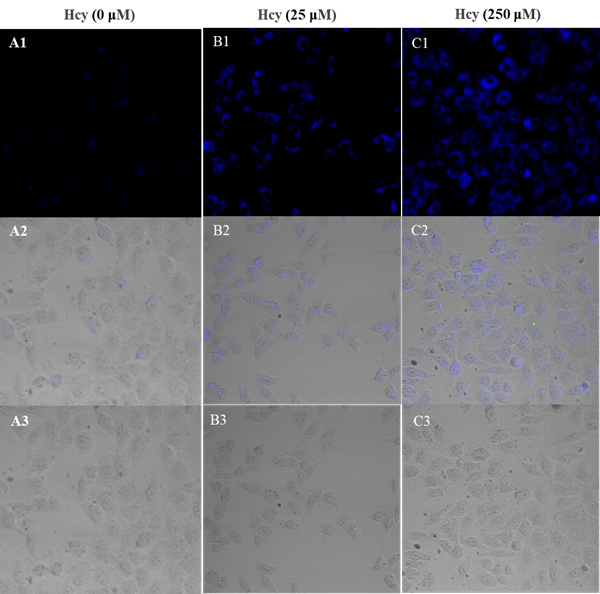 Hcy (0 μM) Hcy (25 μM) Hcy (250 μM)
A1 B1 C1
A2 B2 C2
A3 B3 C3